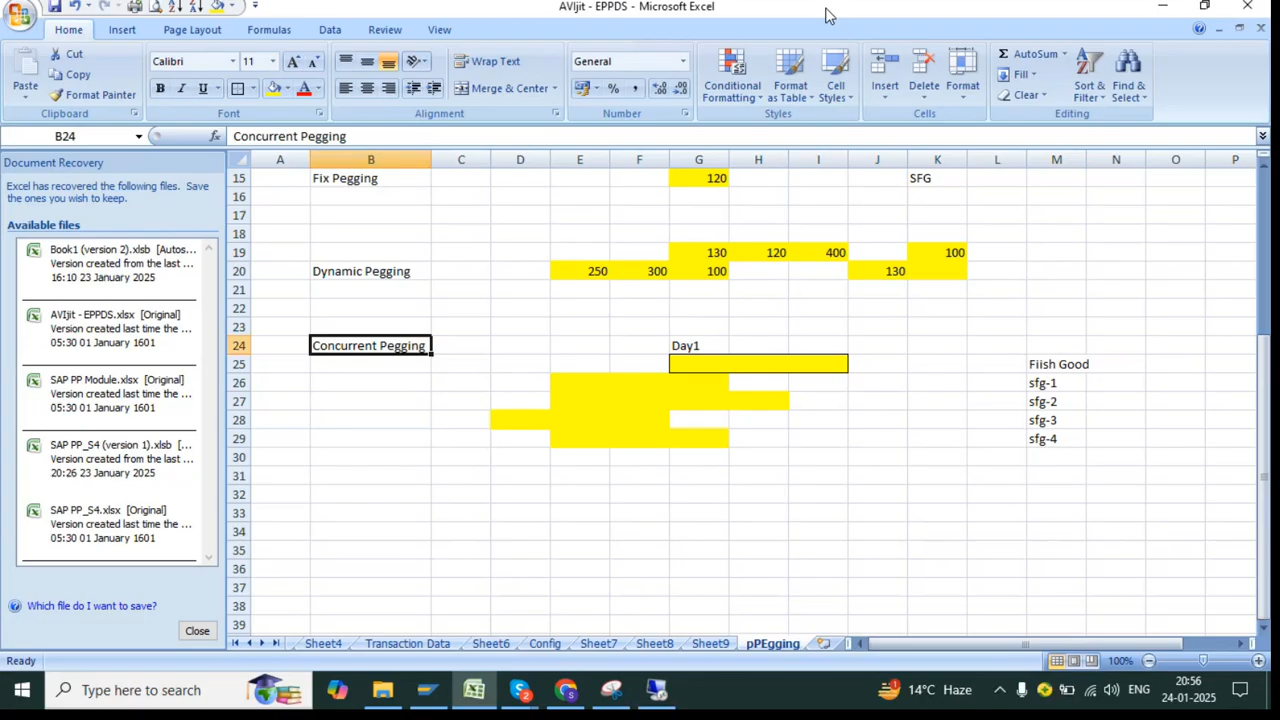 AVIjit - EPPDS - Microsoft Excel
Home Insert Page Layout Formulas Data Review View
Paste Cut Copy Format Painter Calibri 11 B I U A Wrap Text Merge & Center General % , Conditional Formatting Format as Table Cell Styles Insert Delete Format AutoSum Fill Clear Sort & Filter Find & Select
Clipboard Font Alignment Number Styles Cells Editing
B24 fx Concurrent Pegging
Document Recovery
Excel has recovered the following files. Save
the ones you wish to keep.
Available files
Book1 (version 2).xlsb [Autos...
Version created from the last ...
16:10 23 January 2025
AVIjit - EPPDS.xlsx [Original]
Version created last time the ...
05:30 01 January 1601
SAP PP Module.xlsx [Original]
Version created last time the ...
05:30 01 January 1601
SAP PP_S4 (version 1).xlsb [...
Version created from the last ...
20:26 23 January 2025
SAP PP_S4.xlsx [Original]
Version created last time the ...
05:30 01 January 1601
Which file do I want to save?
Close
A B C D E F G H I J K L M N O P
15 Fix Pegging 120 SFG
16
17
18
19 130 120 400 100
20 Dynamic Pegging 250 300 100 130
21
22
23
24 Concurrent Pegging Day1
25 Fiish Good
26 sfg-1
27 sfg-2
28 sfg-3
29 sfg-4
30
31
32
33
34
35
36
37
38
39
Sheet4 Transaction Data Sheet6 Config Sheet7 Sheet8 Sheet9 pPEgging
Ready 100%
Type here to search 14°C Haze ENG 20:56
24-01-2025